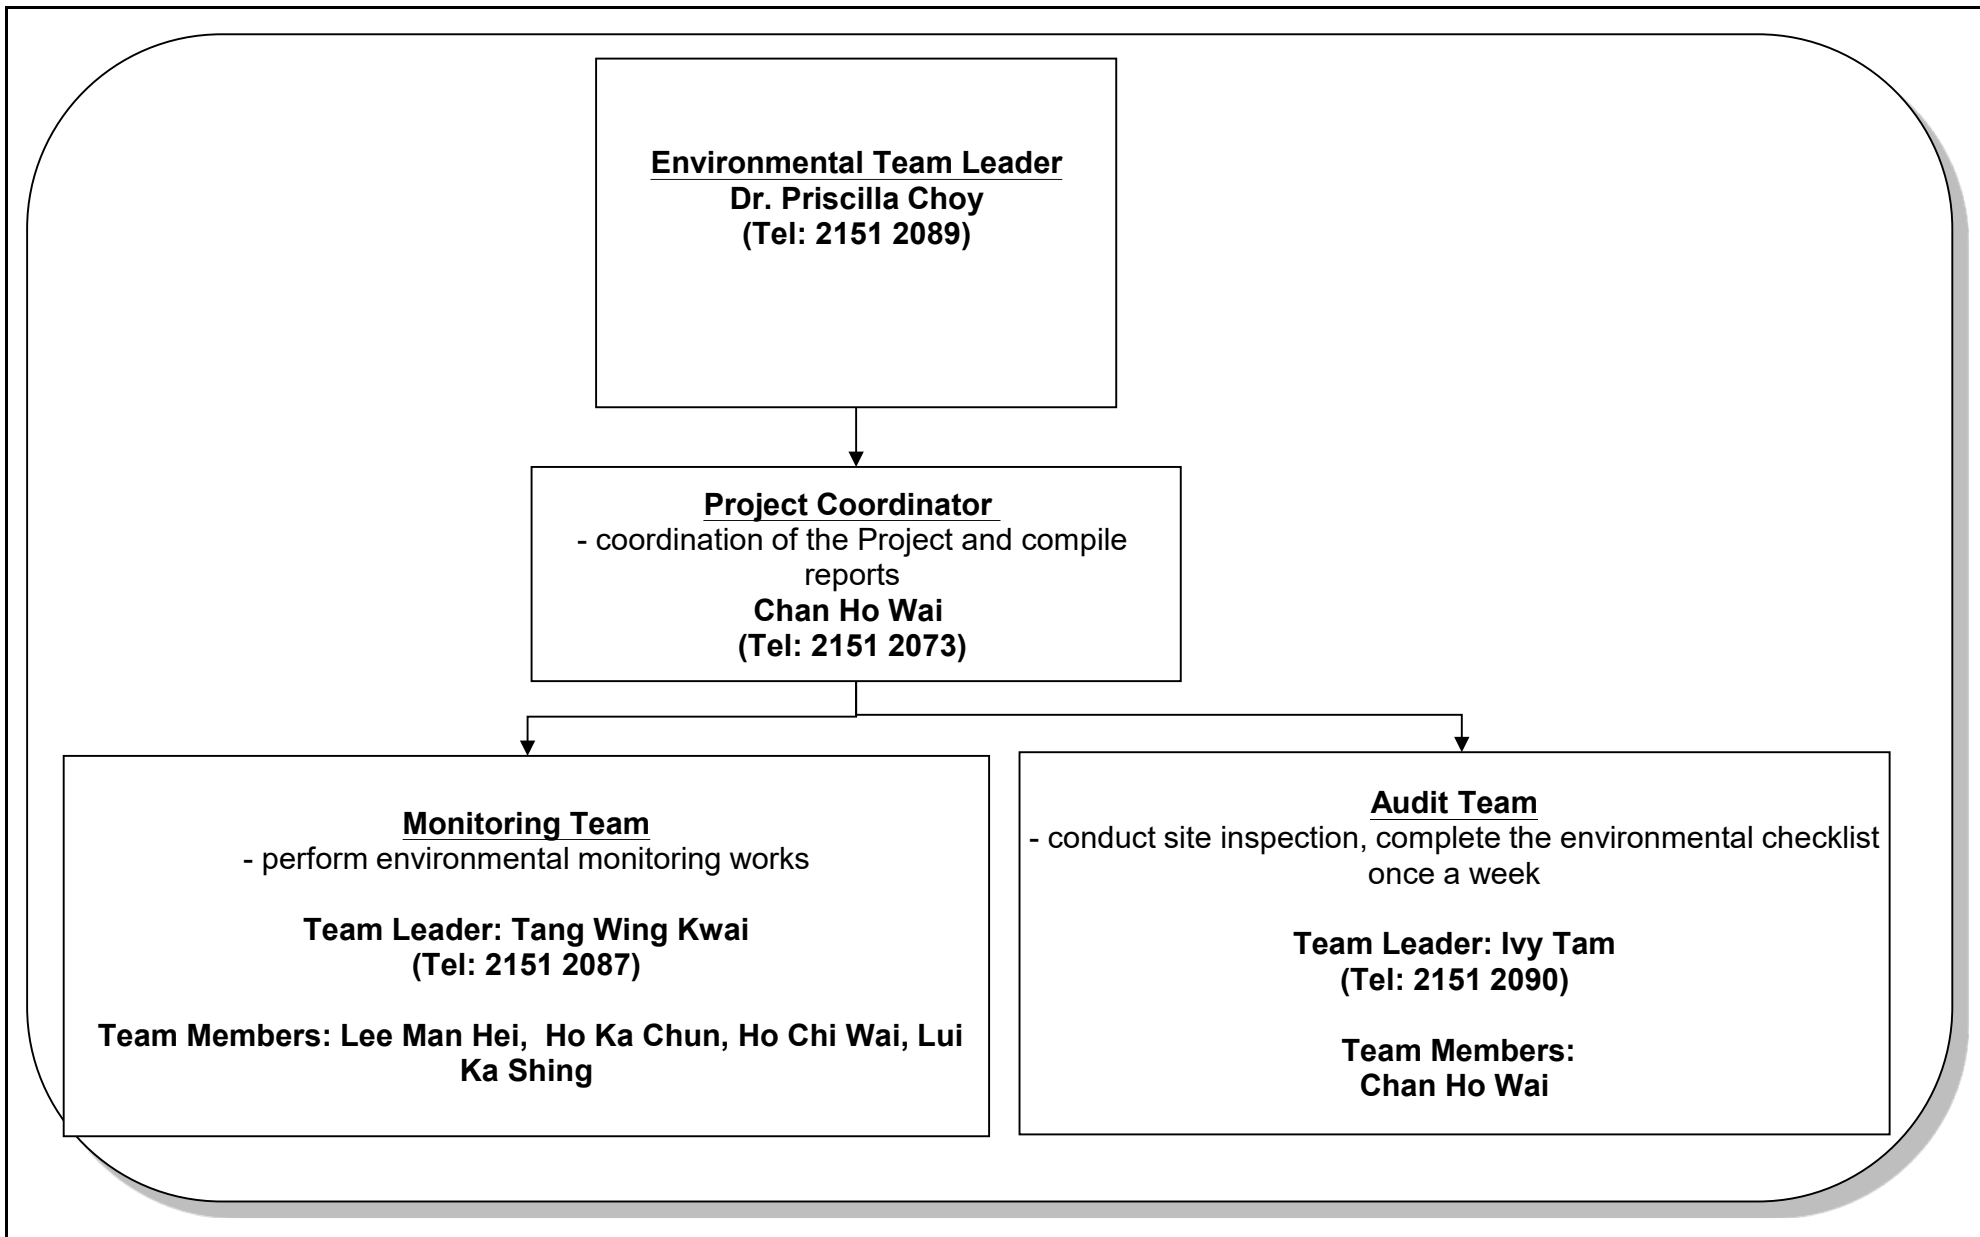 Environmental Team Leader
Dr. Priscilla Choy
(Tel: 2151 2089)
Project Coordinator
- coordination of the Project and compile
reports
Chan Ho Wai
(Tel: 2151 2073)
Monitoring Team
- perform environmental monitoring works
Team Leader: Tang Wing Kwai
(Tel: 2151 2087)
Team Members: Lee Man Hei,  Ho Ka Chun, Ho Chi Wai, Lui
Ka Shing
Audit Team
- conduct site inspection, complete the environmental checklist
once a week
Team Leader: Ivy Tam
(Tel: 2151 2090)
Team Members:
Chan Ho Wai